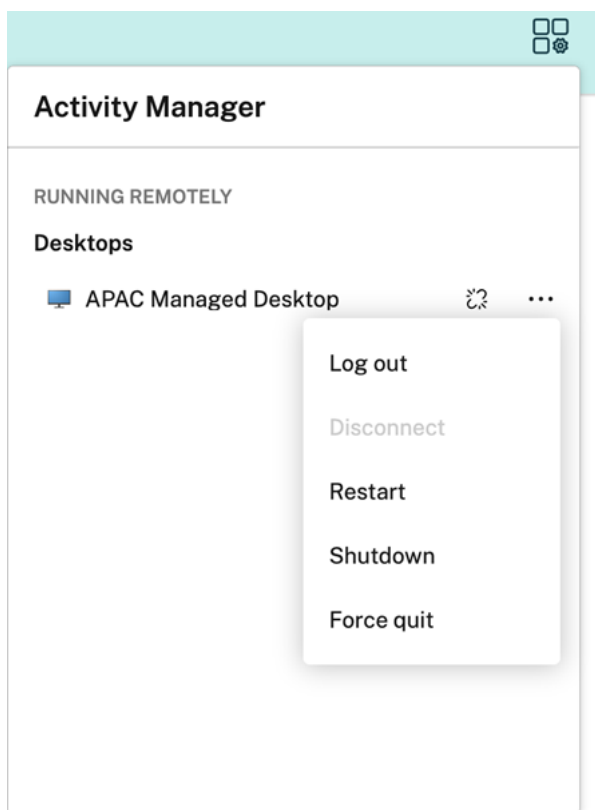 Activity Manager
RUNNING REMOTELY
Desktops
APAC Managed Desktop
Log out
Disconnect
Restart
Shutdown
Force quit